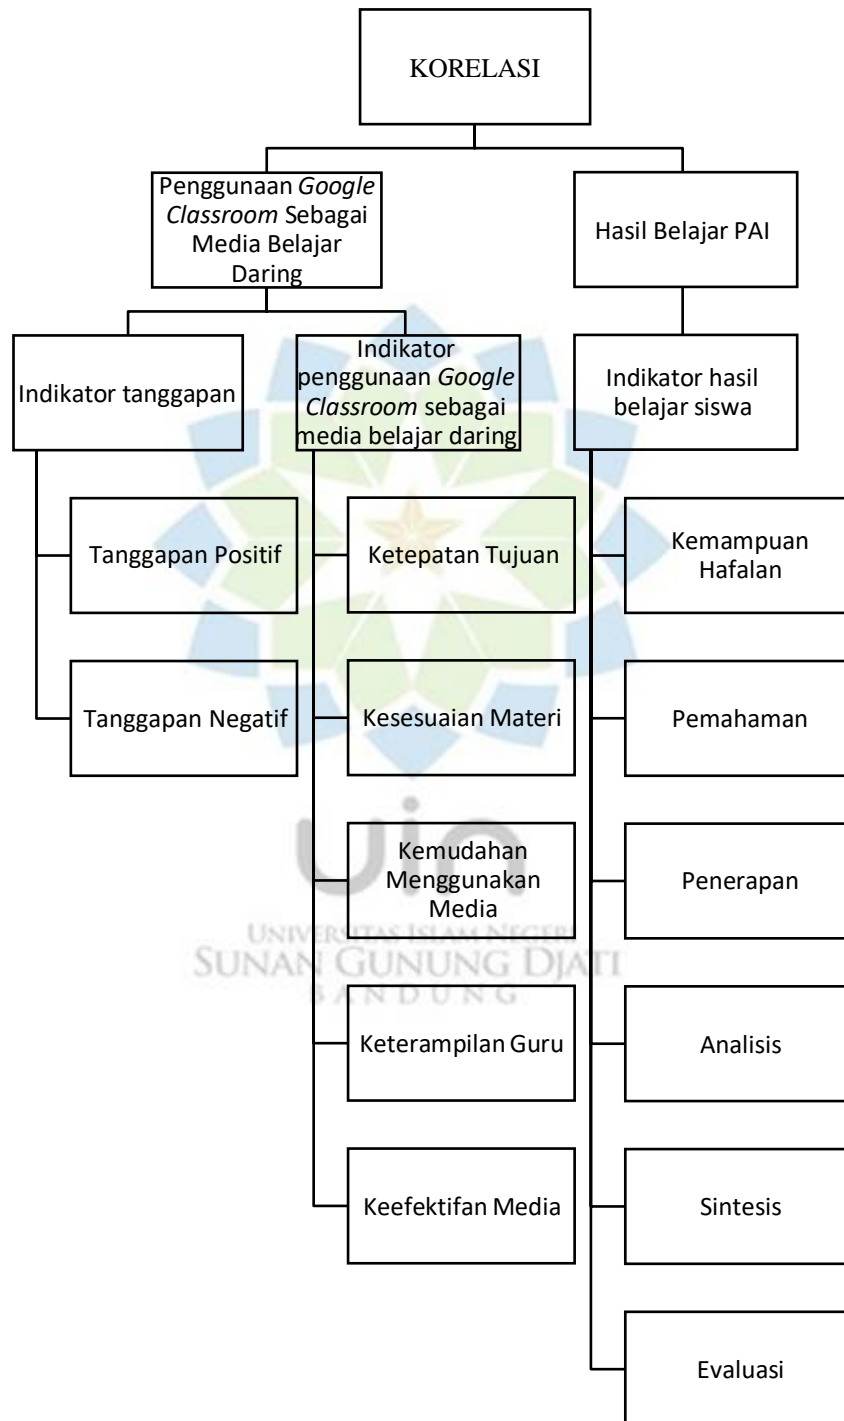 KORELASI
Penggunaan Google
Classroom Sebagai
Media Belajar
Daring
Hasil Belajar PAI
Indikator tanggapan
Indikator
penggunaan Google
Classroom sebagai
media belajar daring
Indikator hasil
belajar siswa
Tanggapan Positif
Ketepatan Tujuan
Kemampuan
Hafalan
Tanggapan Negatif
Kesesuaian Materi
Pemahaman
uin
Kemudahan
Menggunakan
Media
Penerapan
UNIVERSITAS ISLAM NEGERI
SUNAN GUNUNG DJATI
BANDUNG
Keterampilan Guru
Analisis
Keefektifan Media
Sintesis
Evaluasi